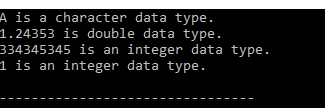 A is a character data type.
1.24353 is double data type.
334345345 is an integer data type.
1 is an integer data type.
--------------------------------